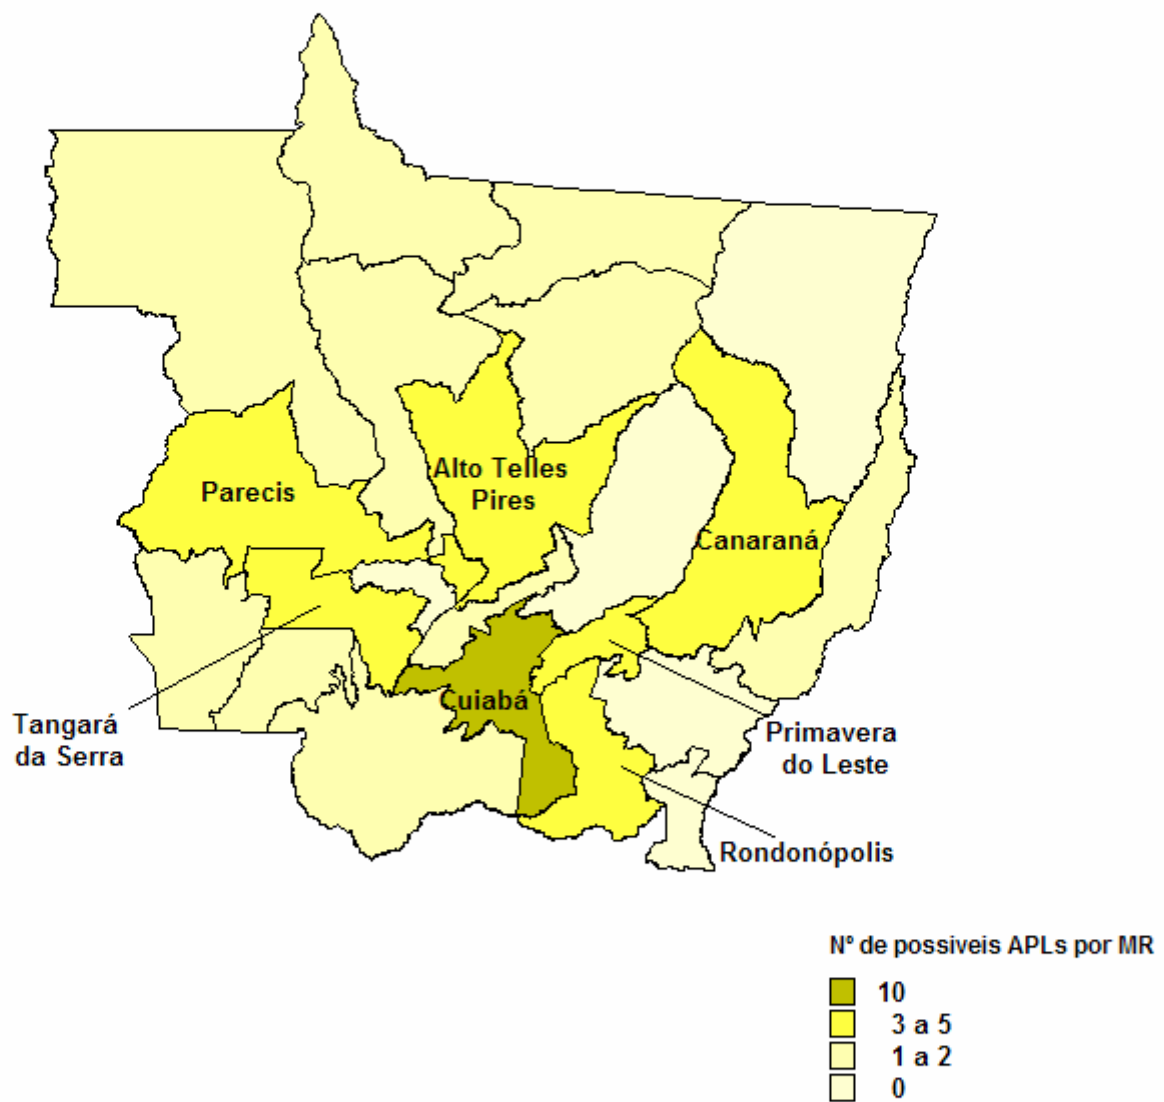 Alto Telles
Pires
Parecis
Canaraná
Cuiabá
Tangará
da Serra
Primavera
do Leste
Rondonópolis
Nº de possiveis APLs por MR
10
3 a 5
1 a 2
0